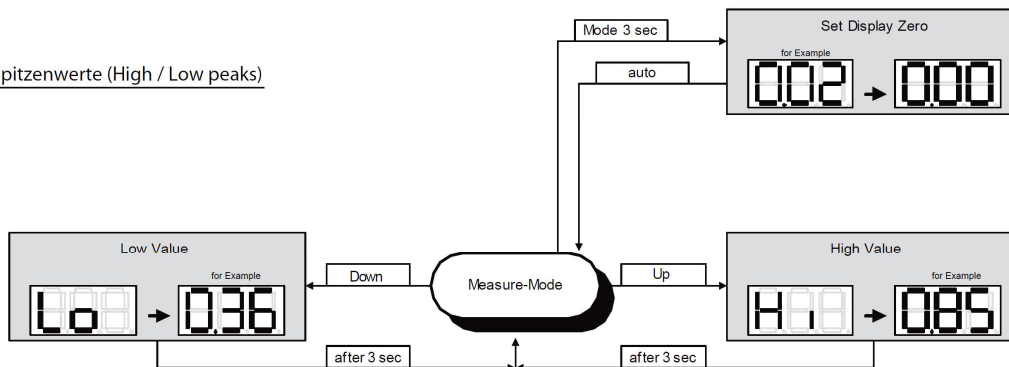 Mode 3 sec
Set Display Zero
for Example
pitzenwerte (High / Low peaks)
auto
0.02
0.00
Low Value
High Value
for Example
Down
Measure-Mode
Up
for Example
Lo
0.36
Hi
0.85
after 3 sec
after 3 sec